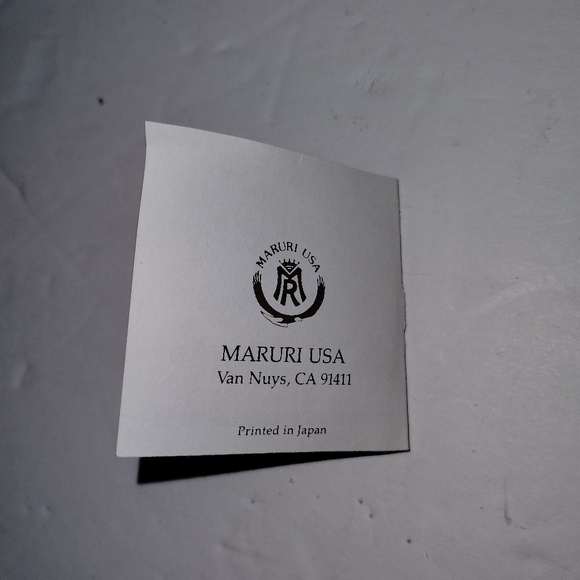 MARURI USA
MR
MARURI USA
Van Nuys, CA 91411
Printed in Japan